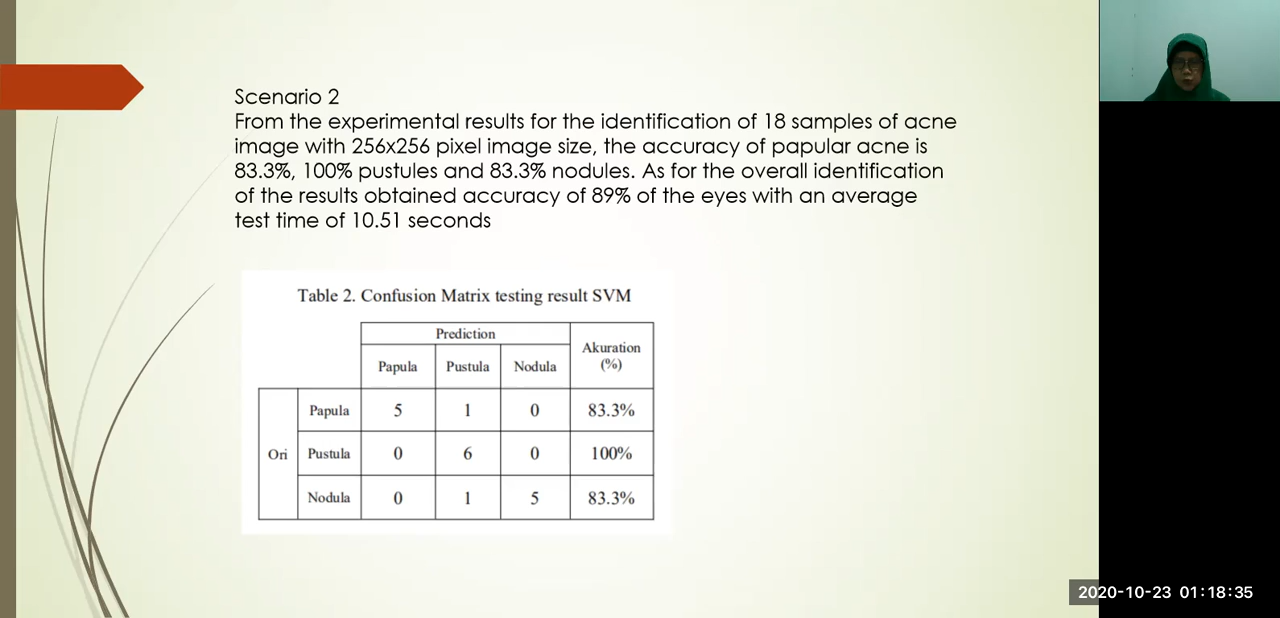 Scenario 2
From the experimental results for the identification of 18 samples of acne
image with 256x256 pixel image size, the accuracy of papular acne is
83.3%, 100% pustules and 83.3% nodules. As for the overall identification
of the results obtained accuracy of 89% of the eyes with an average
test time of 10.51 seconds
Table 2. Confusion Matrix testing result SVM
Prediction Akuration (%)
Papula Pustula Nodula
Ori
Papula 5 1 0 83.3%
Pustula 0 6 0 100%
Nodula 0 1 5 83.3%
2020-10-23 01:18:35